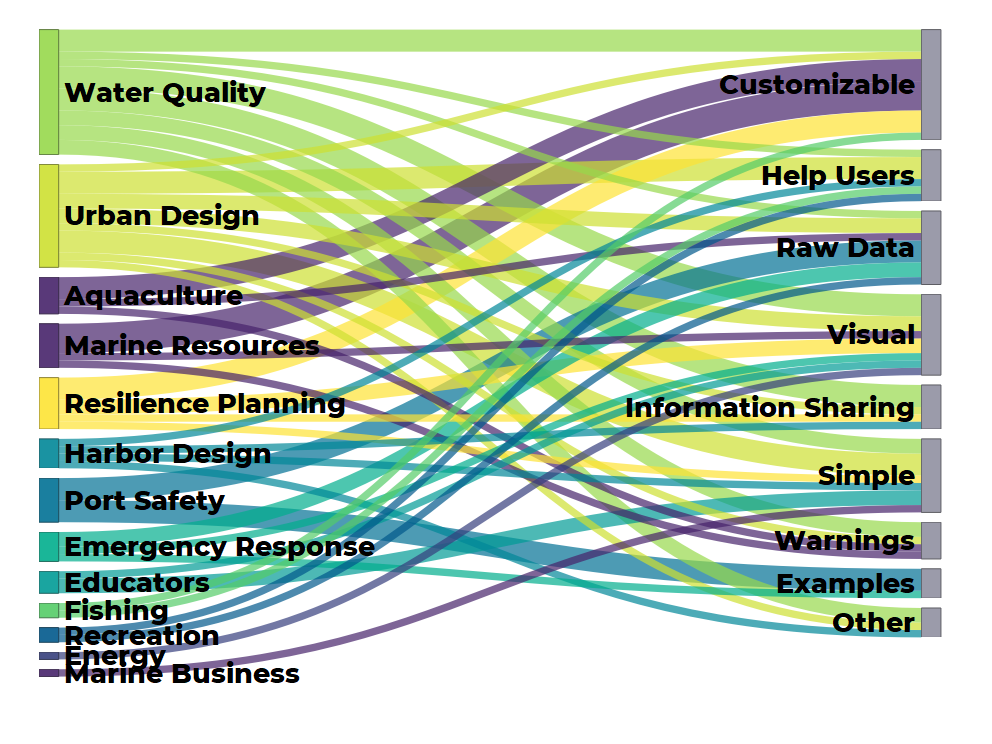 Water Quality
Urban Design
Aquaculture
Marine Resources
Resilience Planning
Harbor Design
Port Safety
Emergency Response
Educators
Fishing
Recreation
Energy
Marine Business
Customizable
Help Users
Raw Data
Visual
Information Sharing
Simple
Warnings
Examples
Other